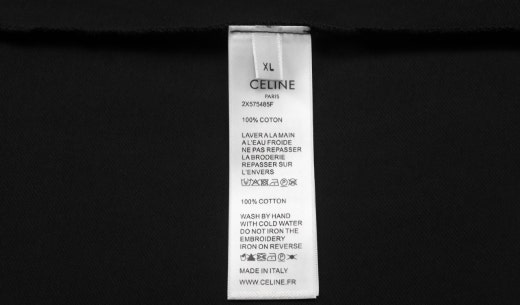 XL
CELINE
PARIS
2X575485F
100% COTON
LAVER A LA MAIN
A L'EAU FROIDE
NE PAS REPASSER
LA BRODERIE
REPASSER SUR
L'ENVERS
100% COTTON
WASH BY HAND
WITH COLD WATER
DO NOT IRON THE
EMBROIDERY
IRON ON REVERSE
MADE IN ITALY
WWW.CELINE.FR